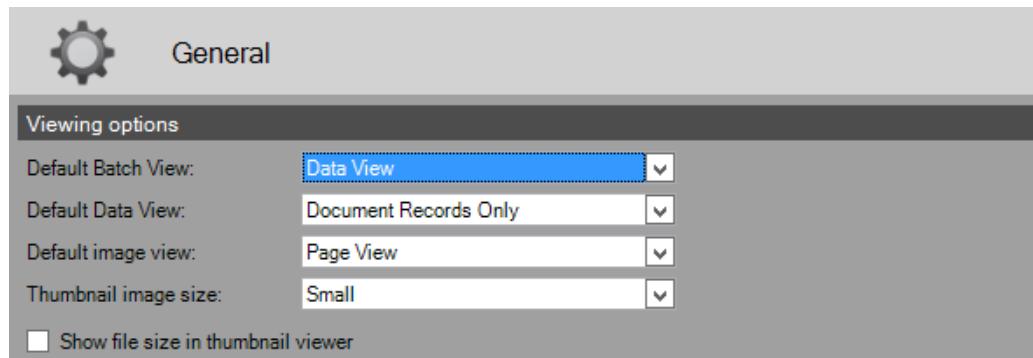 General
Viewing options
Default Batch View: Data View
Default Data View: Document Records Only
Default image view: Page View
Thumbnail image size: Small
Show file size in thumbnail viewer